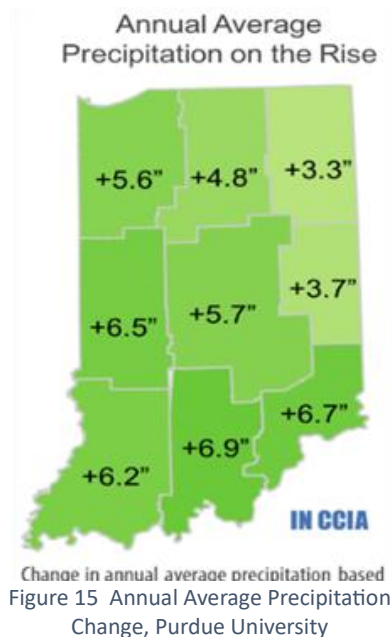 Annual Average
Precipitation on the Rise
+5.6" +4.8" +3.3"
+6.5" +5.7" +3.7"
+6.2" +6.9" +6.7"
IN CCIA
Change in annual average precipitation based
Figure 15 Annual Average Precipitation
Change, Purdue University